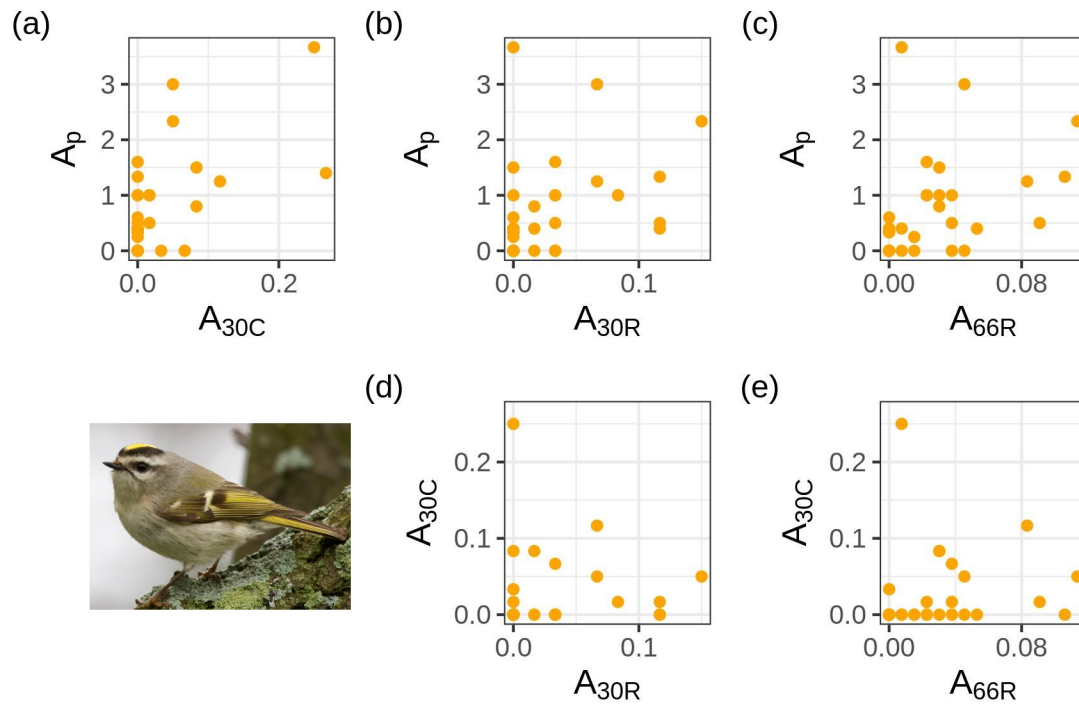 (a) (b) (c)
3 3 3
2 2 2
Ap Ap Ap
1 1 1
0 0 0
0.0 0.2 0.0 0.1 0.00 0.08
A30C A30R A66R
(d) (e)
0.2 0.2
A30C A30C
0.1 0.1
0.0 0.0
0.0 0.1 0.00 0.08
A30R A66R